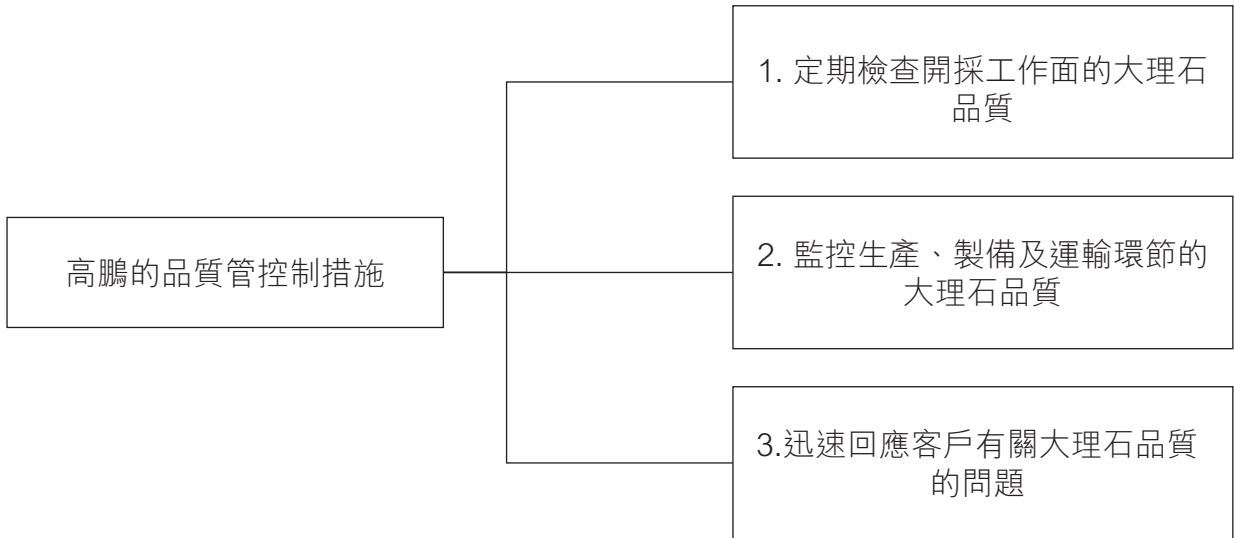 高鵬的品質管控制措施
1. 定期檢查開採工作面的大理石
品質
2. 監控生產、製備及運輸環節的
大理石品質
3.迅速回應客戶有關大理石品質
的問題